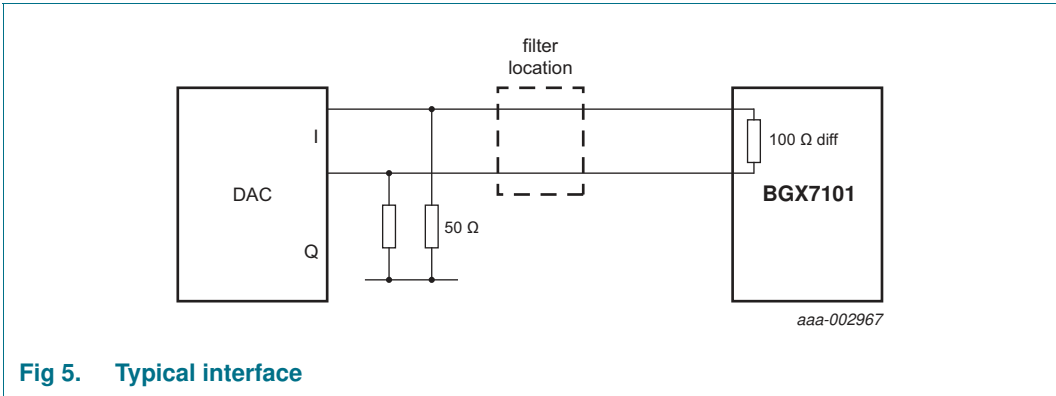 filter
location
I
100 Ω diff
DAC
BGX7101
50 Ω
Q
aaa-002967
Fig 5. Typical interface